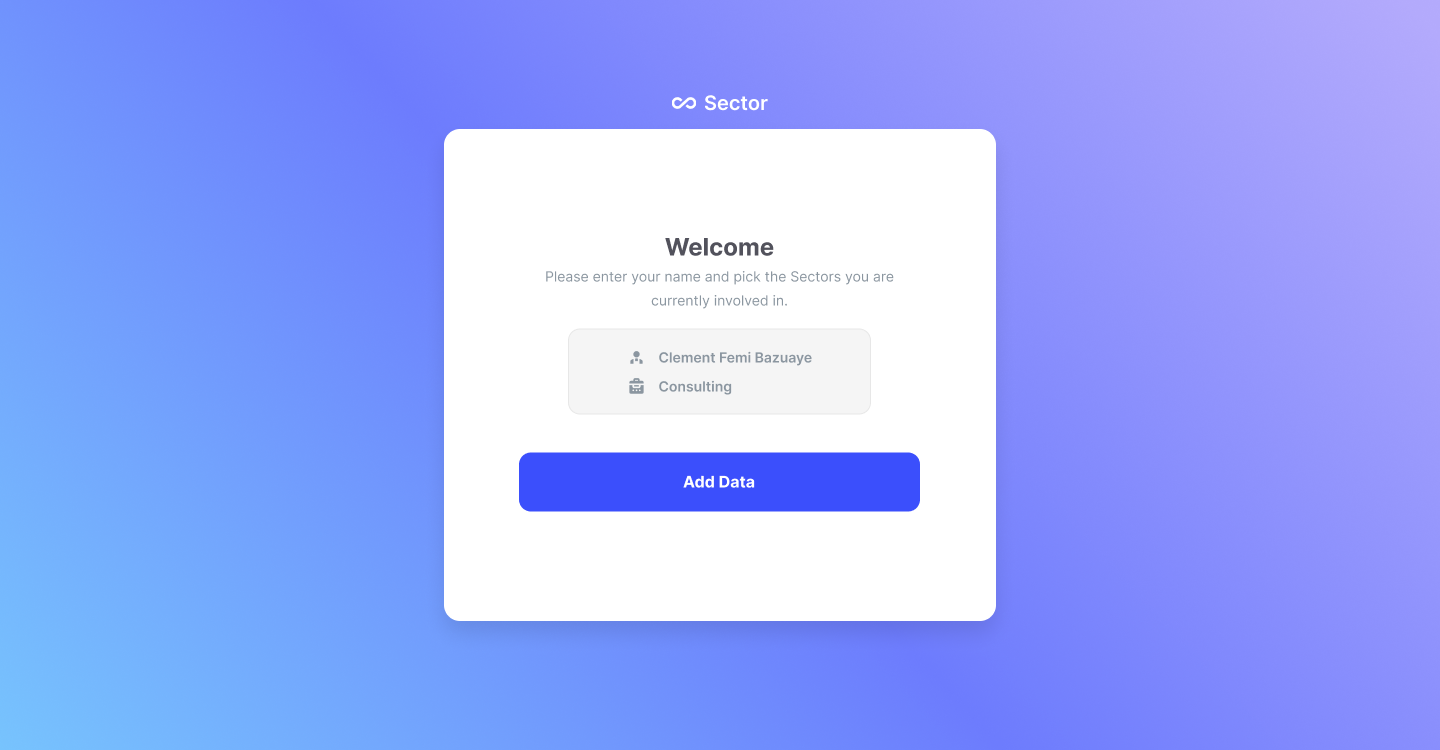 Sector
Welcome
Please enter your name and pick the Sectors you are
currently involved in.
Clement Femi Bazuaye
Consulting
Add Data